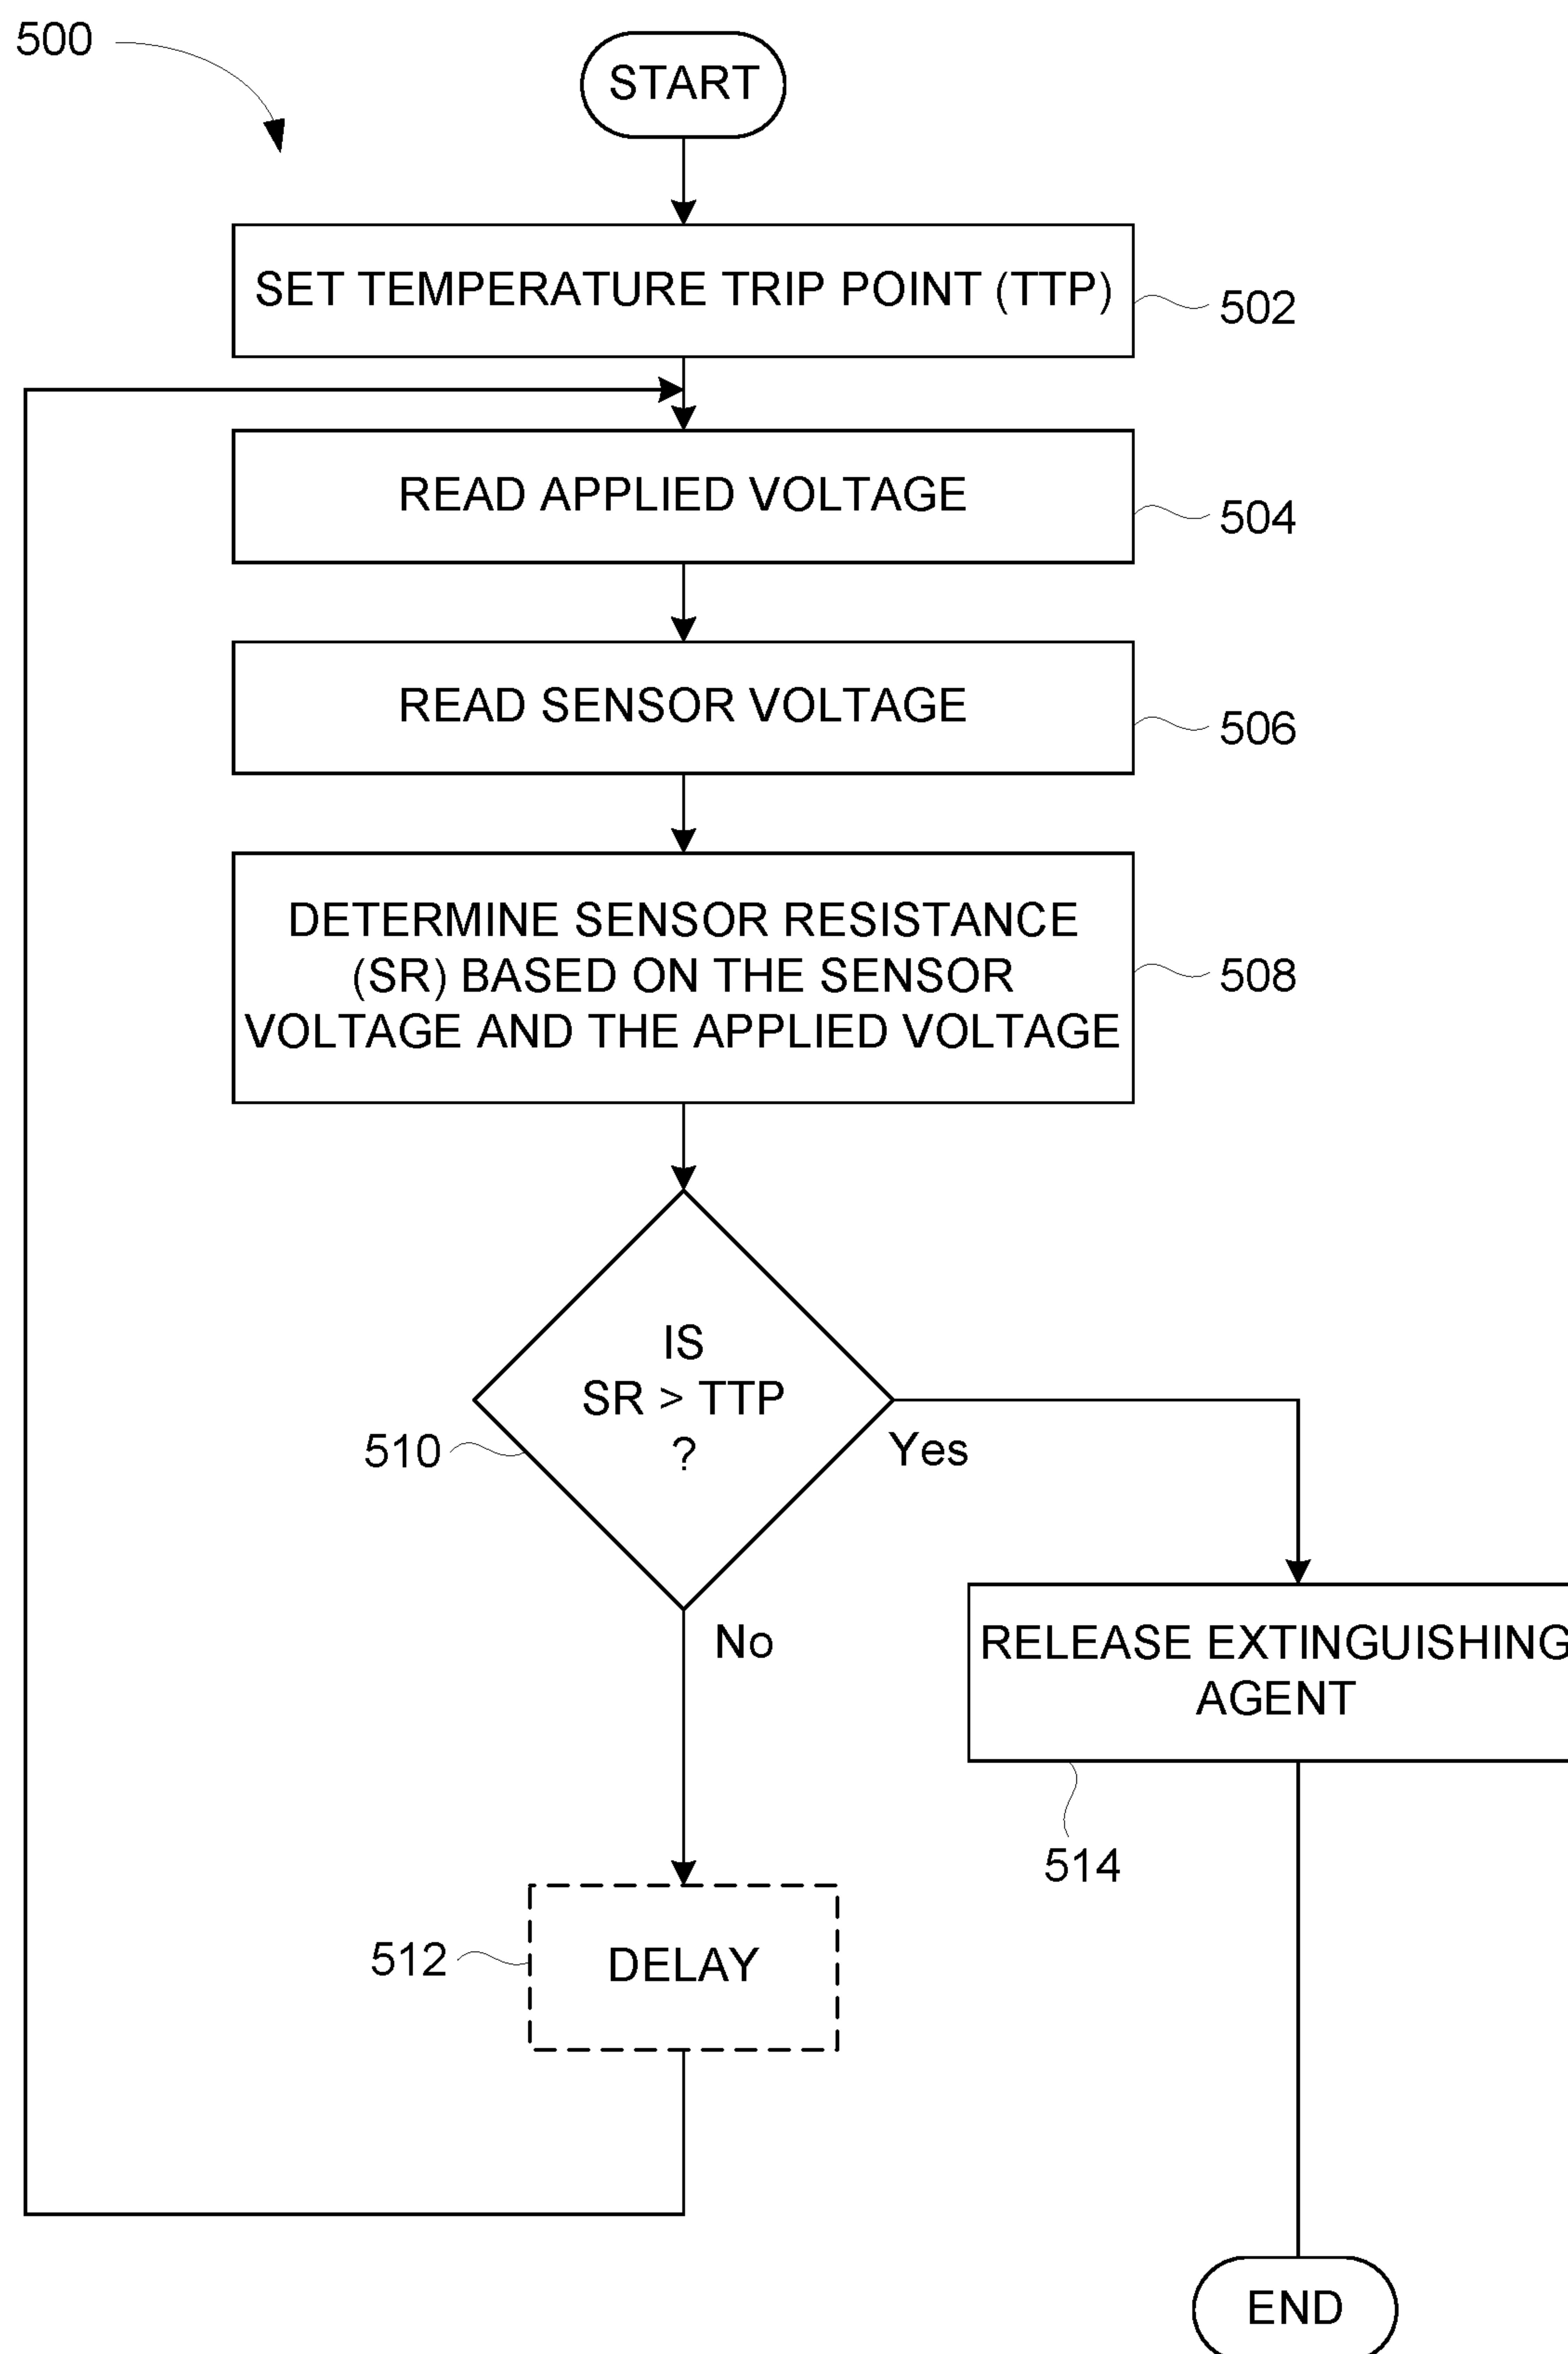 500
START
SET TEMPERATURE TRIP POINT (TTP)
502
READ APPLIED VOLTAGE
504
READ SENSOR VOLTAGE
506
DETERMINE SENSOR RESISTANCE
(SR) BASED ON THE SENSOR
VOLTAGE AND THE APPLIED VOLTAGE
508
IS
SR > TTP
?
510
Yes
No
RELEASE EXTINGUISHING
AGENT
514
512
DELAY
END